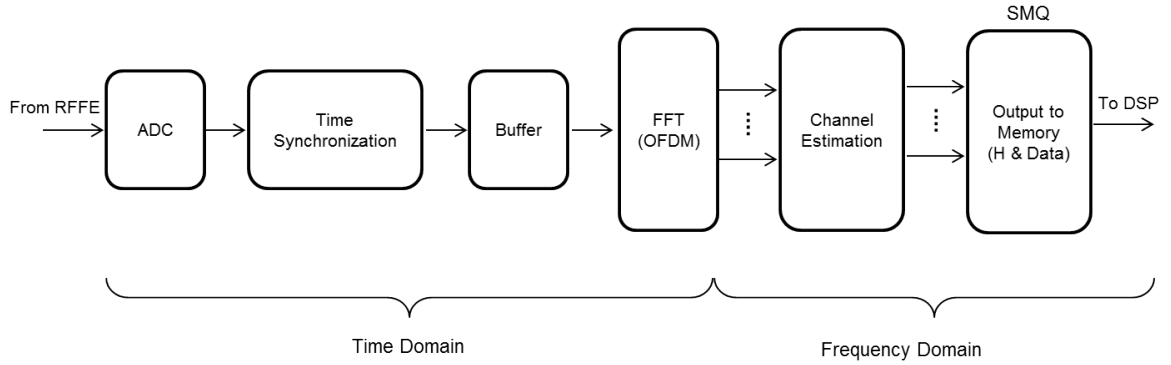 SMQ
From RFFE
ADC
Time
Synchronization
Buffer
FFT
(OFDM)
Channel
Estimation
Output to
Memory
(H & Data)
To DSP
Time Domain
Frequency Domain